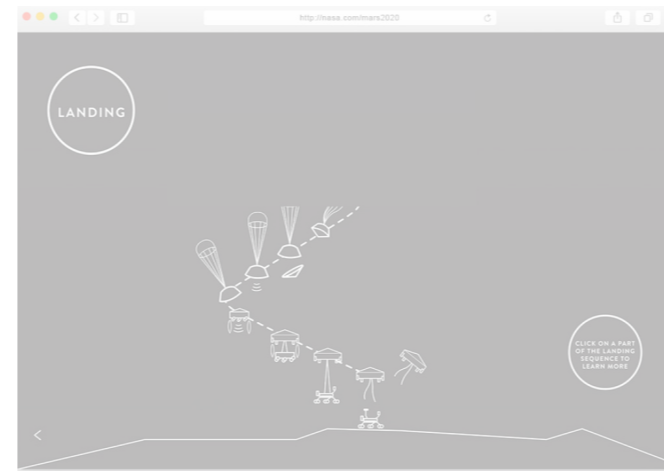 http://nasa.com/mars2020
LANDING
CLICK ON A PART
OF THE LANDING
SEQUENCE TO
LEARN MORE